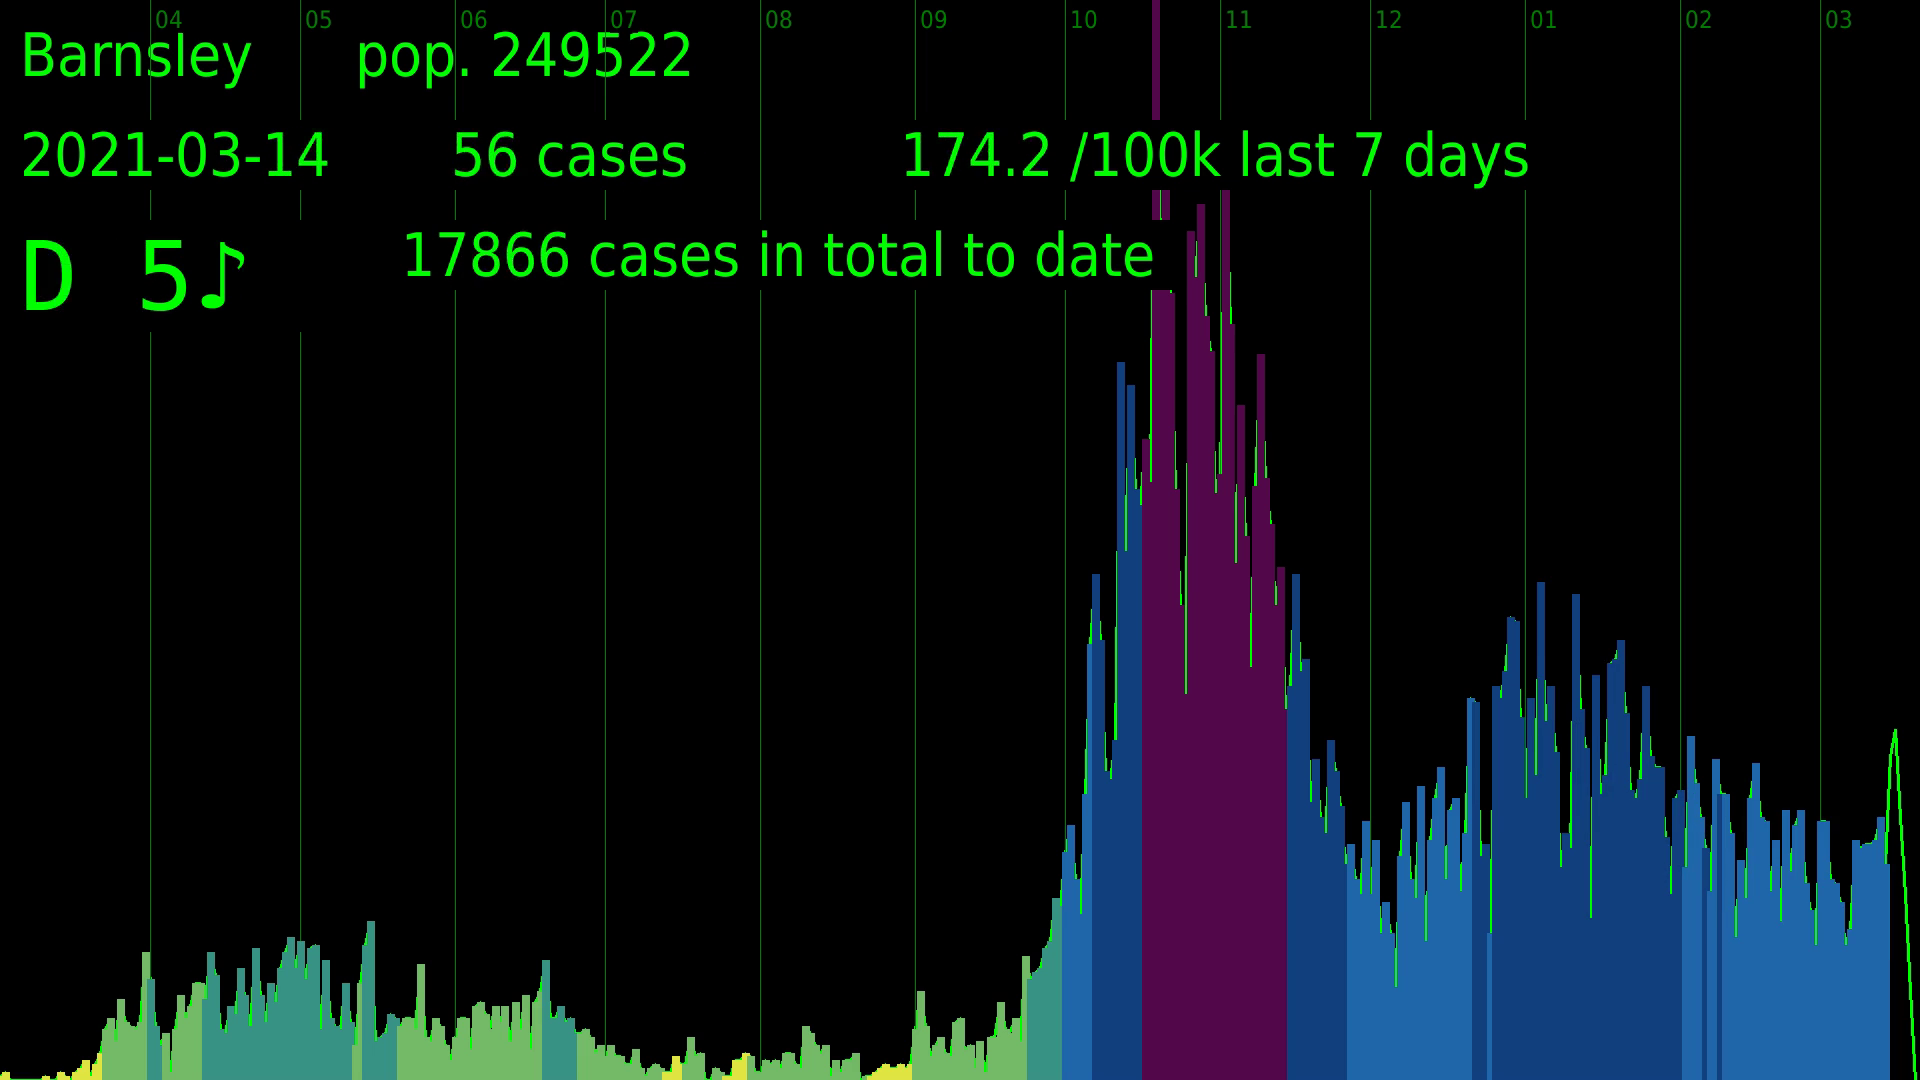 04 05 06 07 08 09 10 11 12 01 02 03
Barnsley pop. 249522
2021-03-14 56 cases 174.2 /100k last 7 days
D 5♪ 17866 cases in total to date